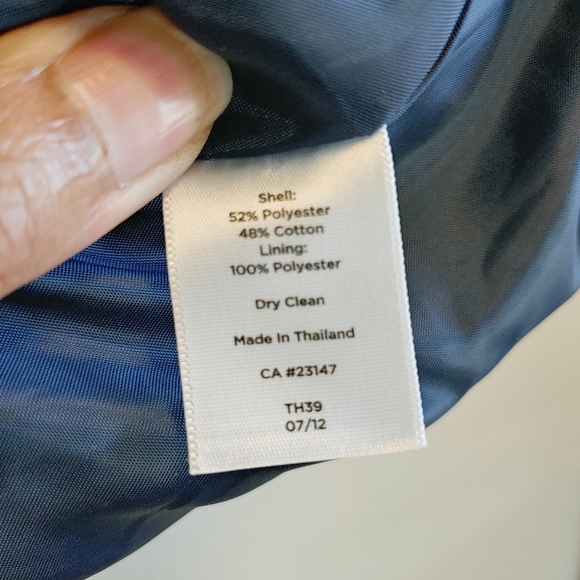 Shell:
52% Polyester
48% Cotton
Lining:
100% Polyester
Dry Clean
Made In Thailand
CA #23147
TH39
07/12